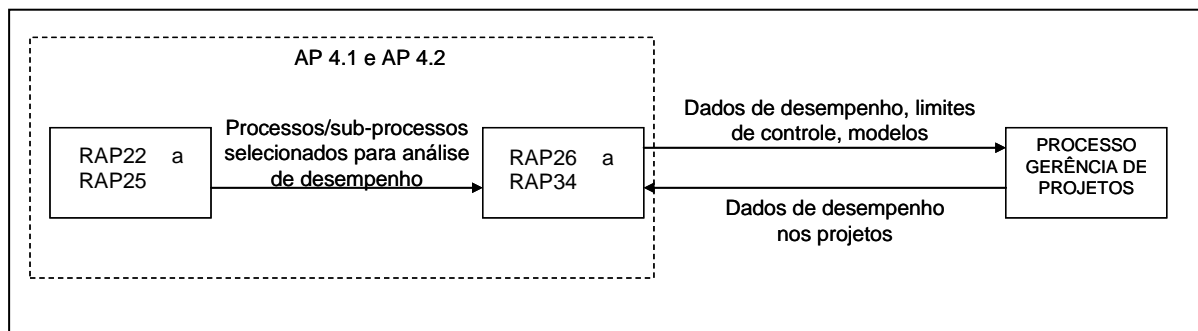 AP 4.1 e AP 4.2
RAP22 a
RAP25
Processos/sub-processos
selecionados para análise
de desempenho
RAP26 a
RAP34
Dados de desempenho, limites
de controle, modelos
Dados de desempenho
nos projetos
PROCESSO
GERÊNCIA DE
PROJETOS